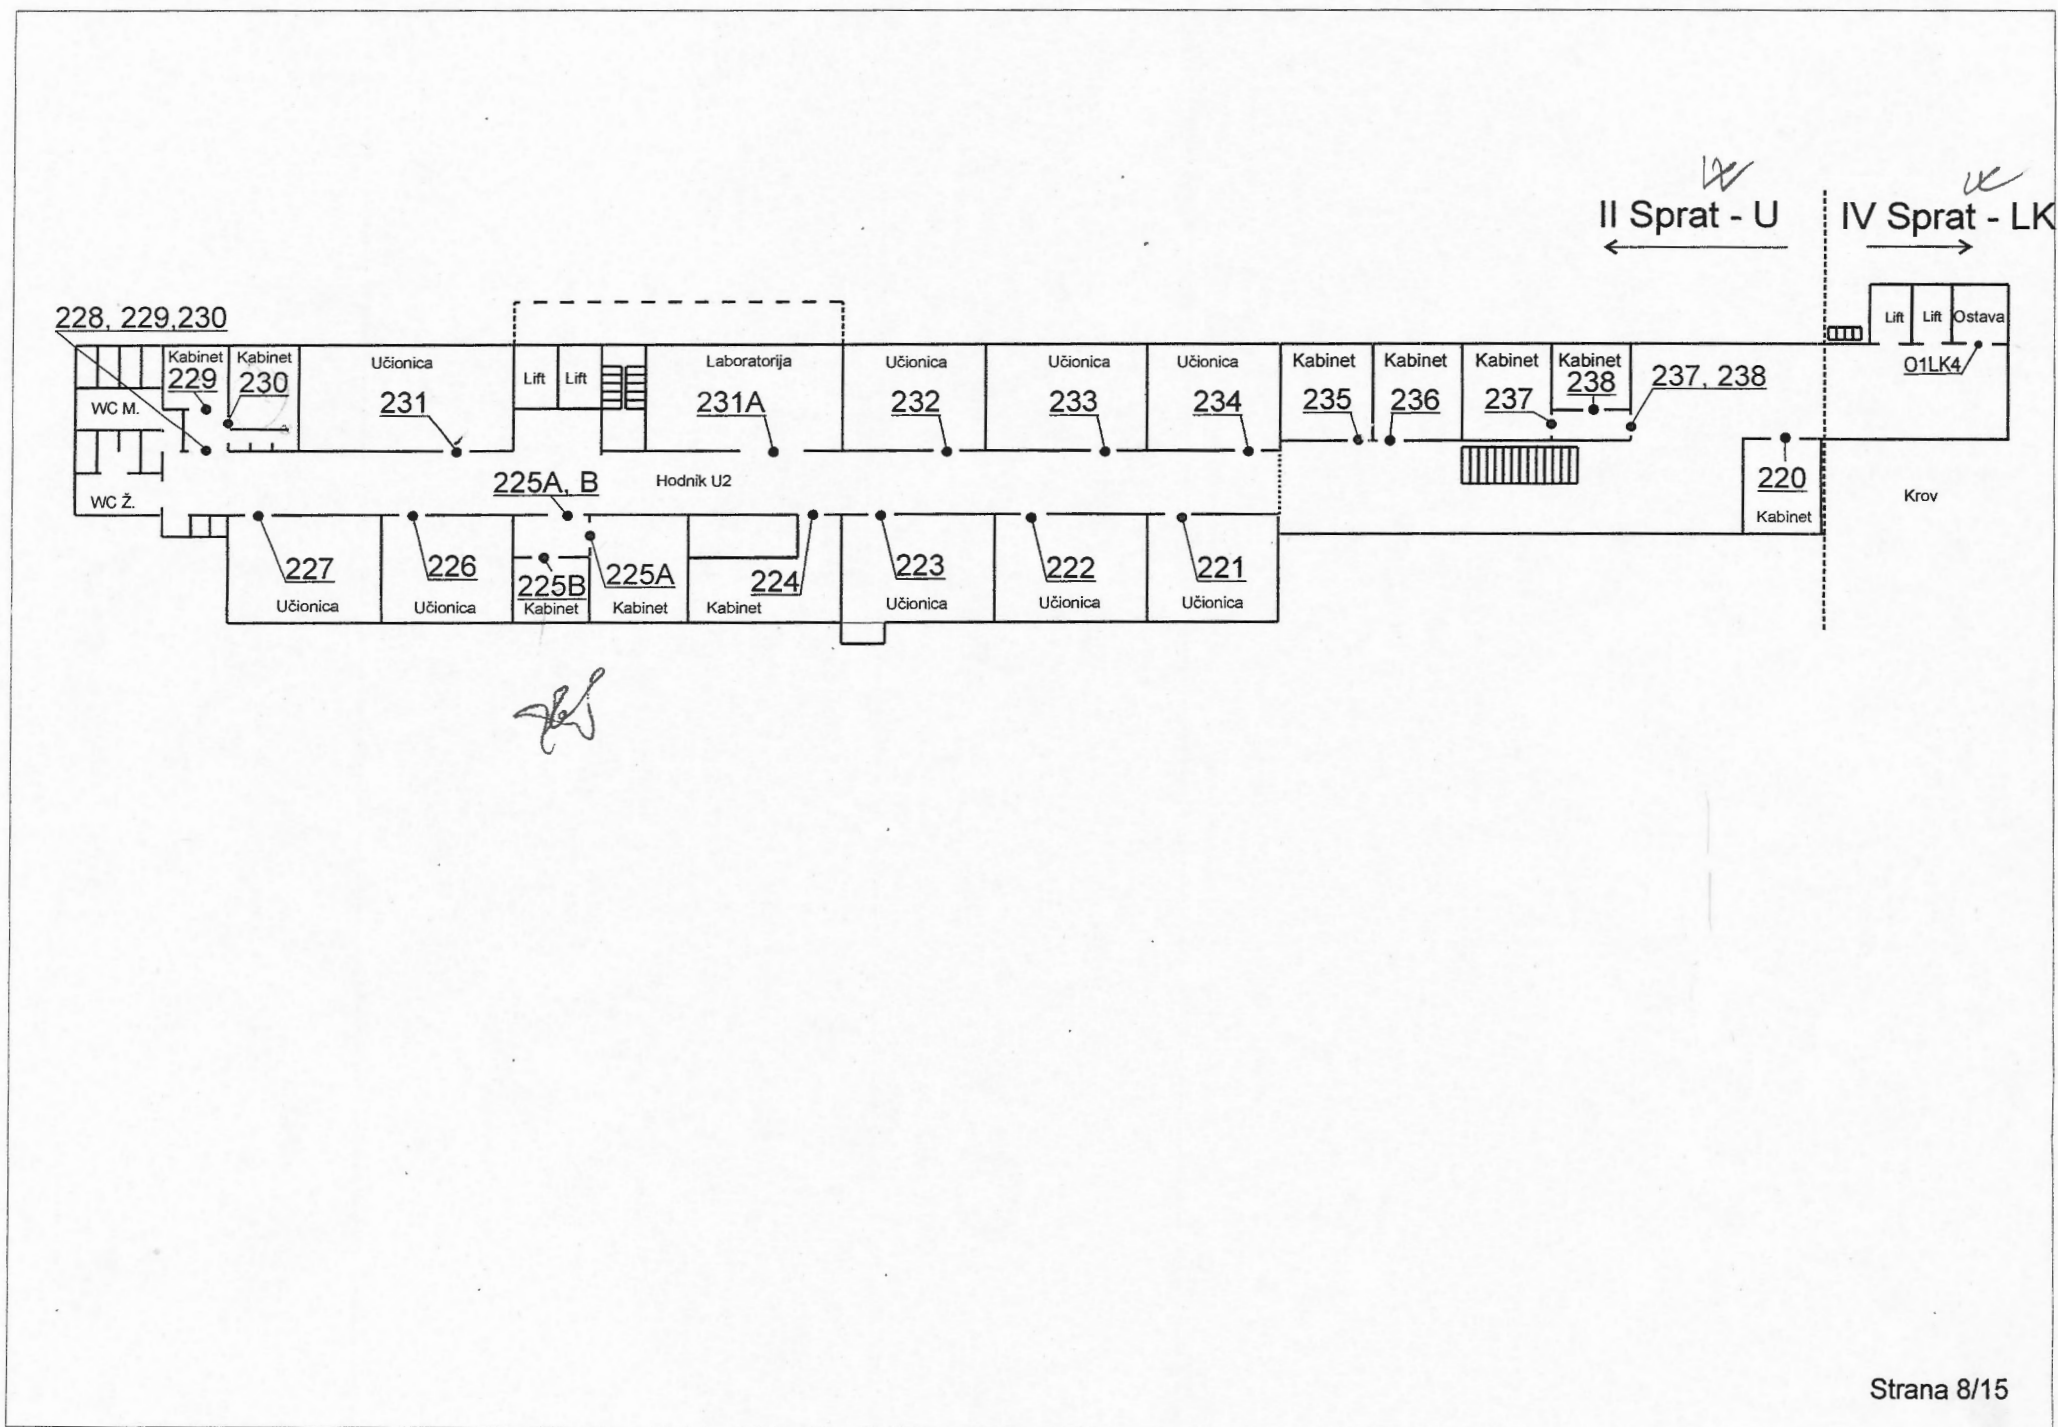 II Sprat - U
IV Sprat - LK
228, 229,230
Kabinet
229
Kabinet
230
Učionica
231
Lift
Lift
Laboratorija
231A
Učionica
232
Učionica
233
Učionica
234
Kabinet
235
Kabinet
236
Kabinet
237
Kabinet
238
237, 238
Lift
Lift
Ostava
O1LK4
WC M.
WC Ž.
225A, B
Hodnik U2
220
Kabinet
Krov
227
Učionica
226
Učionica
225B
Kabinet
225A
Kabinet
224
Kabinet
223
Učionica
222
Učionica
221
Učionica
Strana 8/15